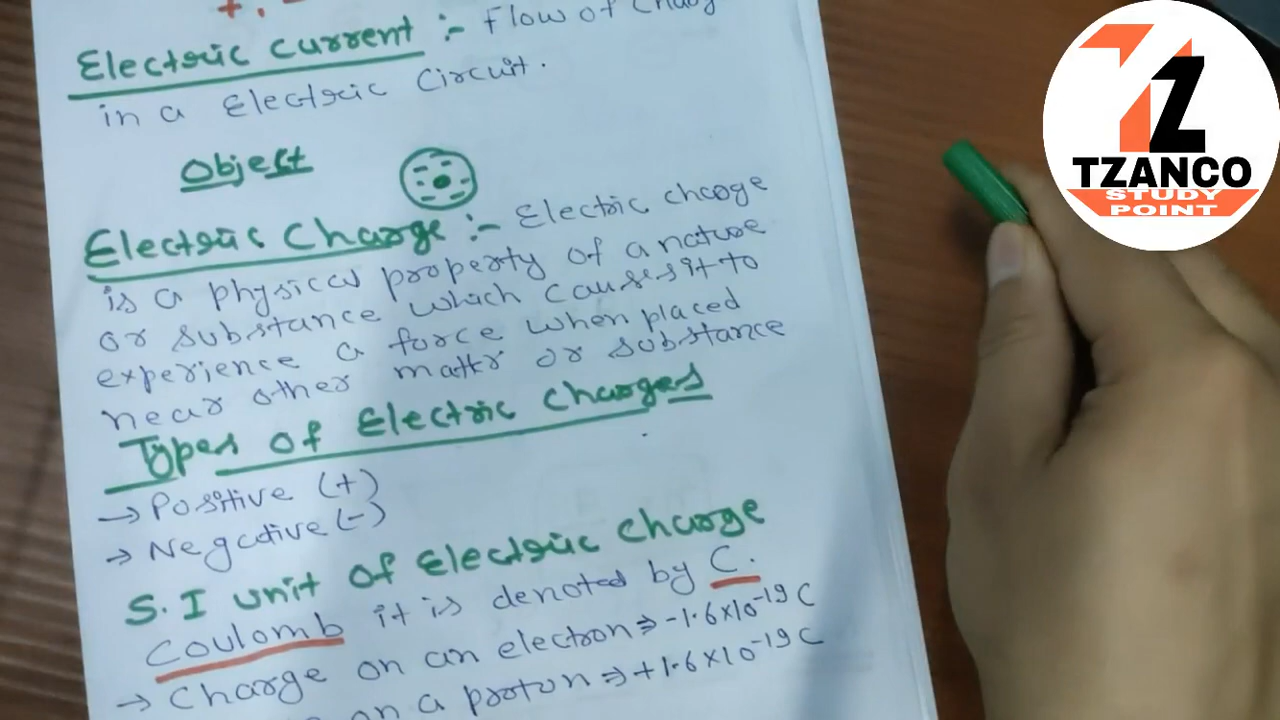 Electric Current :- Flow of Charg
in a Electric Circuit.
Object
Electric Charge :- Electric charge
is a physical property of a nature
or substance which causes it to
experience a force when placed
near other matter or substance
Types of Electric Charges
→ Positive (+)
→ Negative (-)
S.I unit of Electric Charge
Coulomb it is denoted by C.
→ Charge on an electron ⇒ -1.6×10⁻¹⁹ C
on a proton ⇒ +1.6×10⁻¹⁹ C
TZ
TZANCO
STUDY
POINT